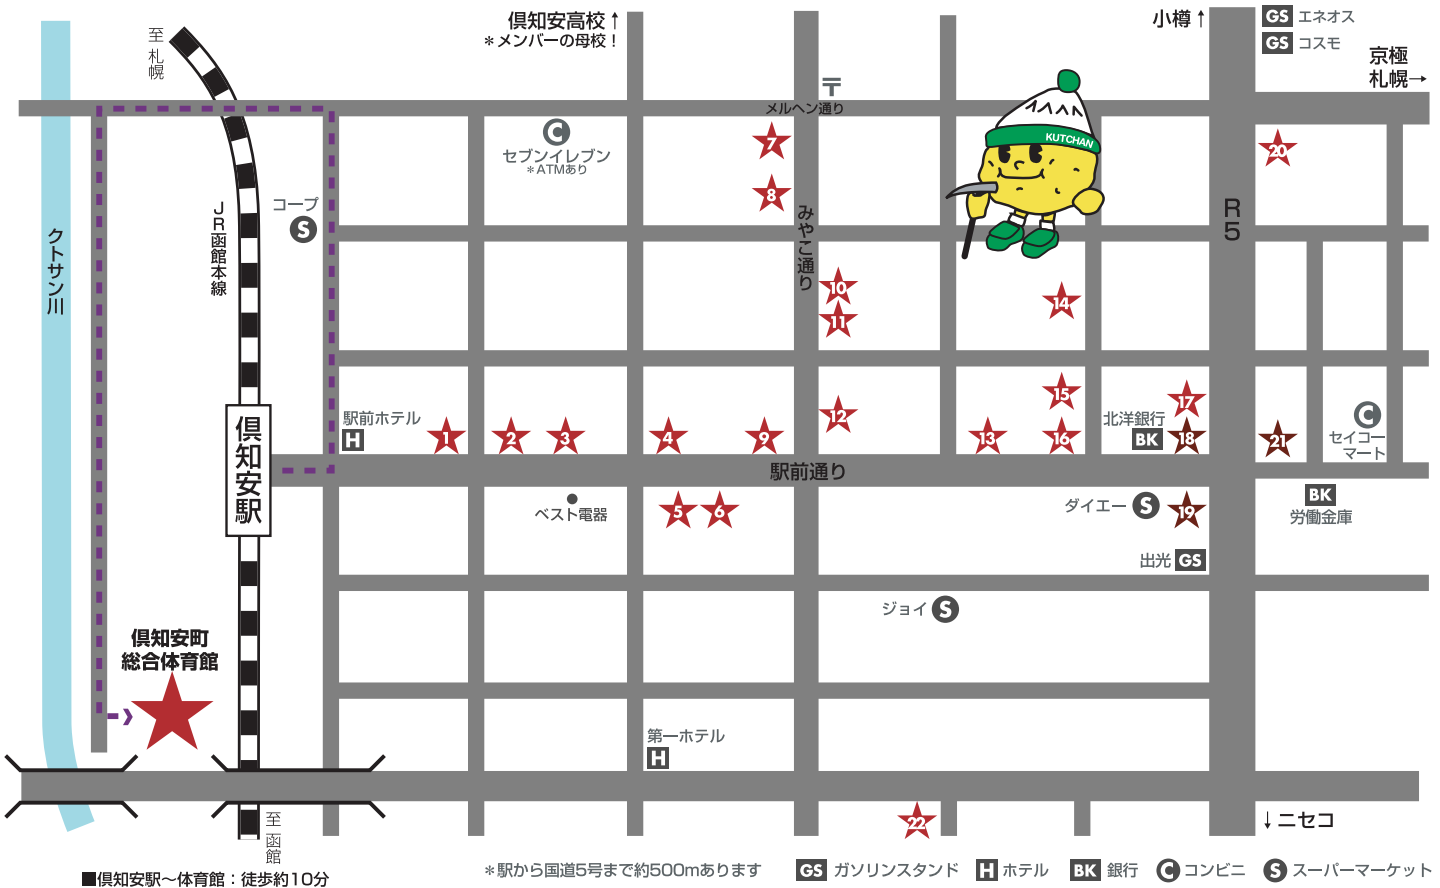 倶知安高校↑
＊メンバーの母校！
小樽↑
GS エネオス
GS コスモ
京極
札幌→
至 札幌
〒
メルヘン通り
KUTCHAN
C
セブンイレブン
＊ATMあり
7
8
20
コープ
S
クトサン川
JR函館本線
みやこ通り
R5
10
11
14
15
17
12
駅前ホテル
H
1
2
3
4
9
13
16
北洋銀行
BK
18
21
C
セイコー
マート
倶知安駅
駅前通り
ベスト電器
5
6
ダイエー S
19
BK
労働金庫
出光 GS
ジョイ S
倶知安町
総合体育館
第一ホテル
H
22
↓ニセコ
至 函館
■倶知安駅〜体育館：徒歩約10分
＊駅から国道5号まで約500mあります
GS ガソリンスタンド H ホテル BK 銀行 C コンビニ S スーパーマーケット